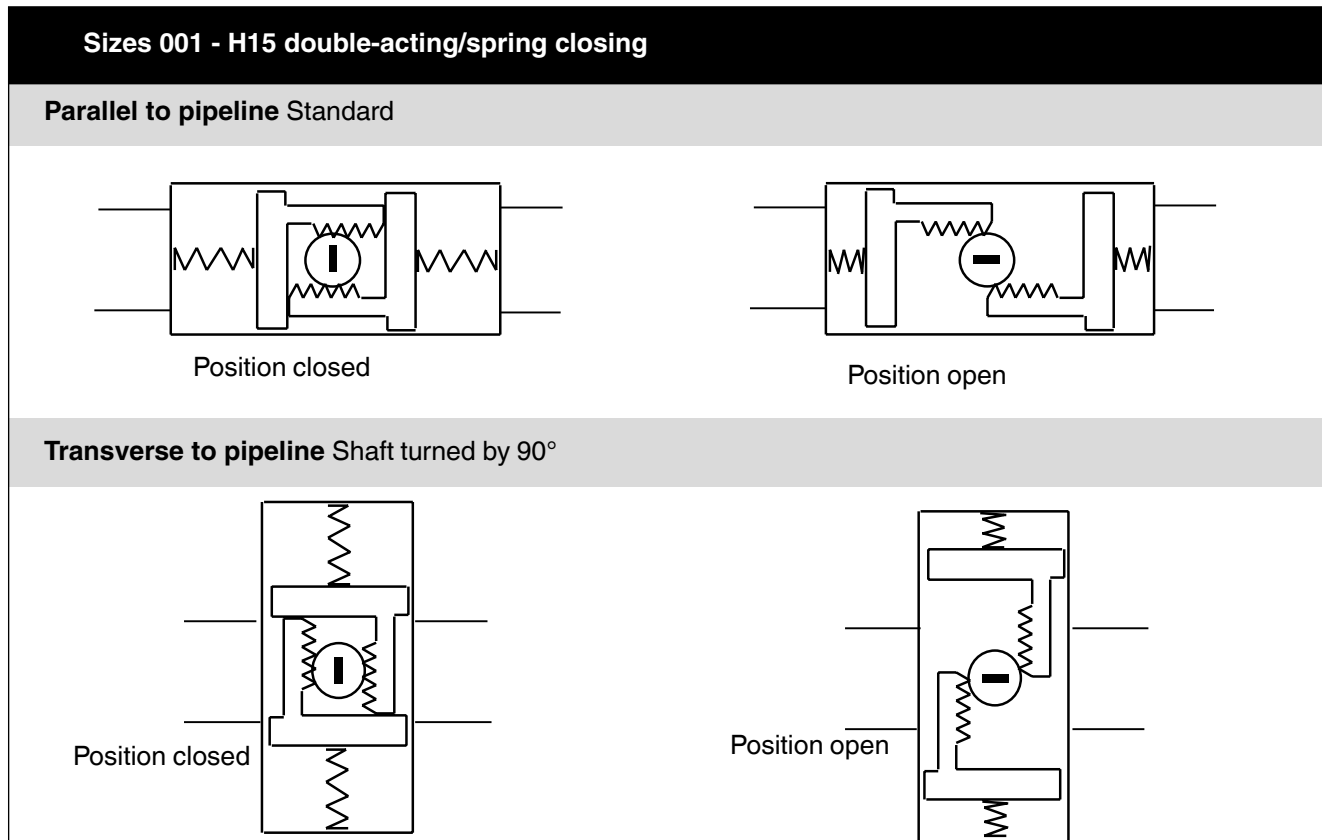 Sizes 001 - H15 double-acting/spring closing
Parallel to pipeline Standard
Position closed
Position open
Transverse to pipeline Shaft turned by 90°
Position closed
Position open